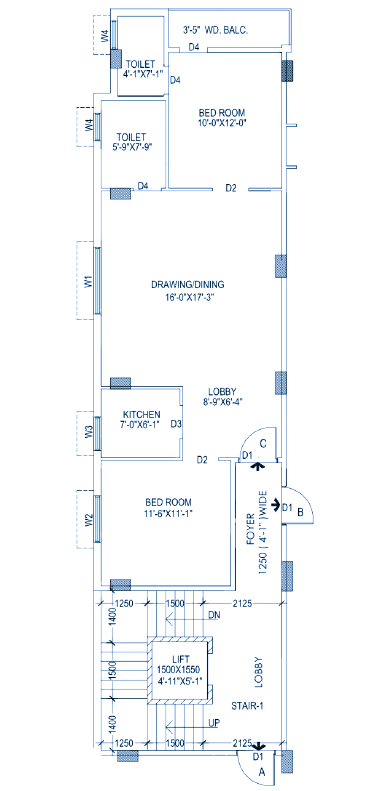 W4
3'-5" WD. BALC.
D4
TOILET
4'-1"X7'-1"
D4
BED ROOM
10'-0"X12'-0"
W4
TOILET
5'-9"X7'-9"
D4
D2
DRAWING/DINING
16'-0"X17'-3"
W1
LOBBY
8'-9"X6'-4"
KITCHEN
7'-0"X6'-1"
D3
W3
C
D1
D2
BED ROOM
11'-6"X11'-1"
W2
FOYER
1250 ( 4'-1" )WIDE
D1
B
1250
1500
2125
1400
DN
LIFT
1500X1550
4'-11"X5'-1"
1500
LOBBY
STAIR-1
1400
UP
1250
1500
2125
D1
A